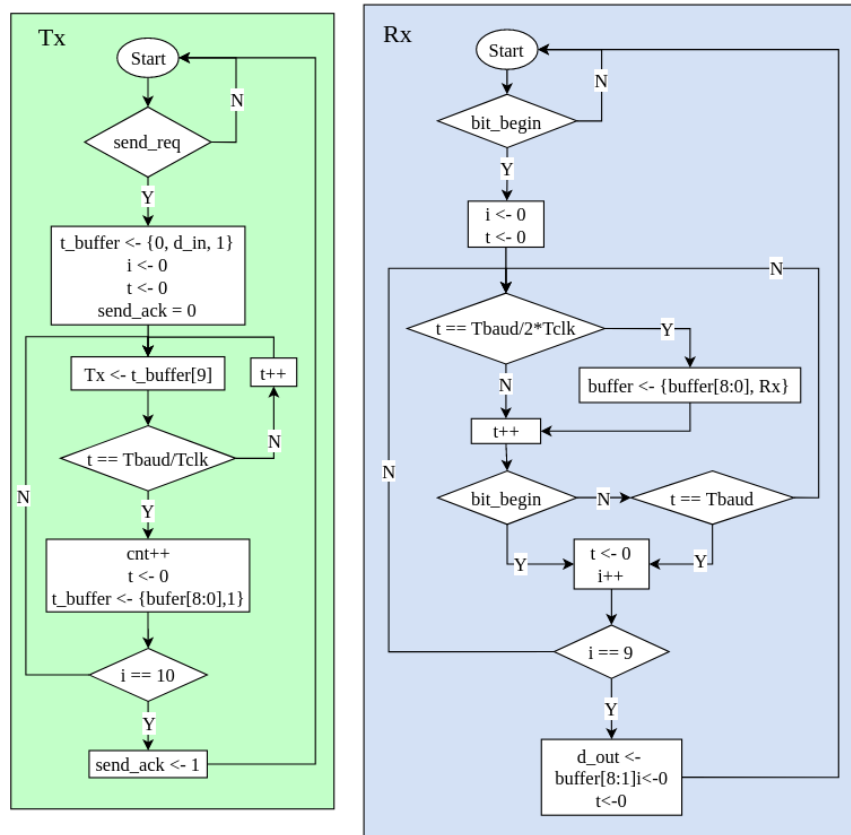 Tx
Start
N
send_req
Y
t_buffer <- {0, d_in, 1}
i <- 0
t <- 0
send_ack = 0
Tx <- t_buffer[9]
t++
t == Tbaud/Tclk
N
N
Y
cnt++
t <- 0
t_buffer <- {bufer[8:0],1}
i == 10
Y
send_ack <- 1
Rx
Start
N
bit_begin
Y
i <- 0
t <- 0
N
t == Tbaud/2*Tclk
Y
N
buffer <- {buffer[8:0], Rx}
t++
N
bit_begin
N
t == Tbaud
Y
Y
t <- 0
i++
i == 9
Y
d_out <-
buffer[8:1]i<-0
t<-0